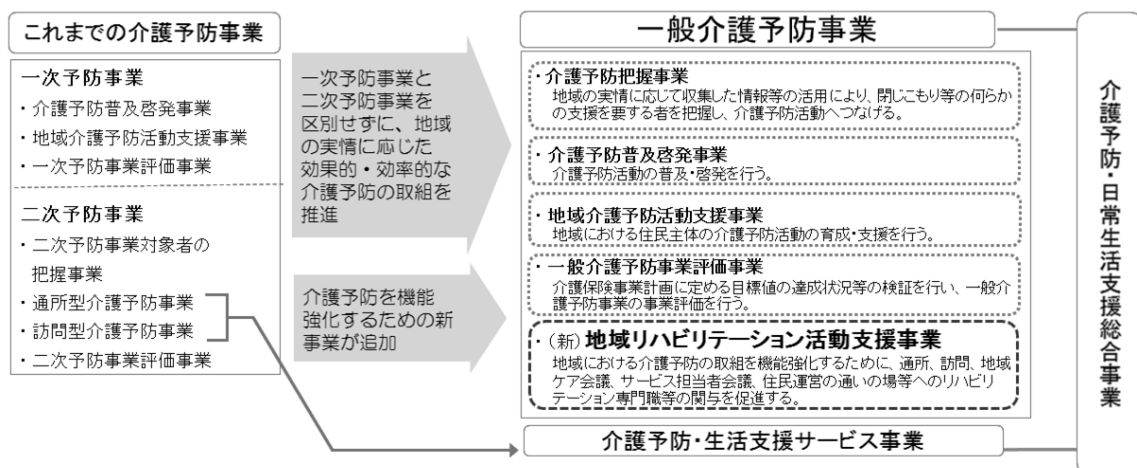 これまでの介護予防事業
一次予防事業
・介護予防普及啓発事業
・地域介護予防活動支援事業
・一次予防事業評価事業
二次予防事業
・二次予防事業対象者の
把握事業
・通所型介護予防事業
・訪問型介護予防事業
・二次予防事業評価事業
一次予防事業と
二次予防事業を
区別せずに、地域
の実情に応じた
効果的・効率的な
介護予防の取組を
推進
介護予防を機能
強化するための新
事業が追加
一般介護予防事業
・介護予防把握事業
地域の実情に応じて収集した情報等の活用により、閉じこもり等の何らか
の支援を要する者を把握し、介護予防活動へつなげる。
・介護予防普及啓発事業
介護予防活動の普及・啓発を行う。
・地域介護予防活動支援事業
地域における住民主体の介護予防活動の育成・支援を行う。
・一般介護予防事業評価事業
介護保険事業計画に定める目標値の達成状況等の検証を行い、一般介
護予防事業の事業評価を行う。
・（新）地域リハビリテーション活動支援事業
地域における介護予防の取組を機能強化するために、通所、訪問、地域
ケア会議、サービス担当者会議、住民運営の通いの場等へのリハビリ
テーション専門職等の関与を促進する。
介護予防・生活支援サービス事業
介護予防・日常生活支援総合事業